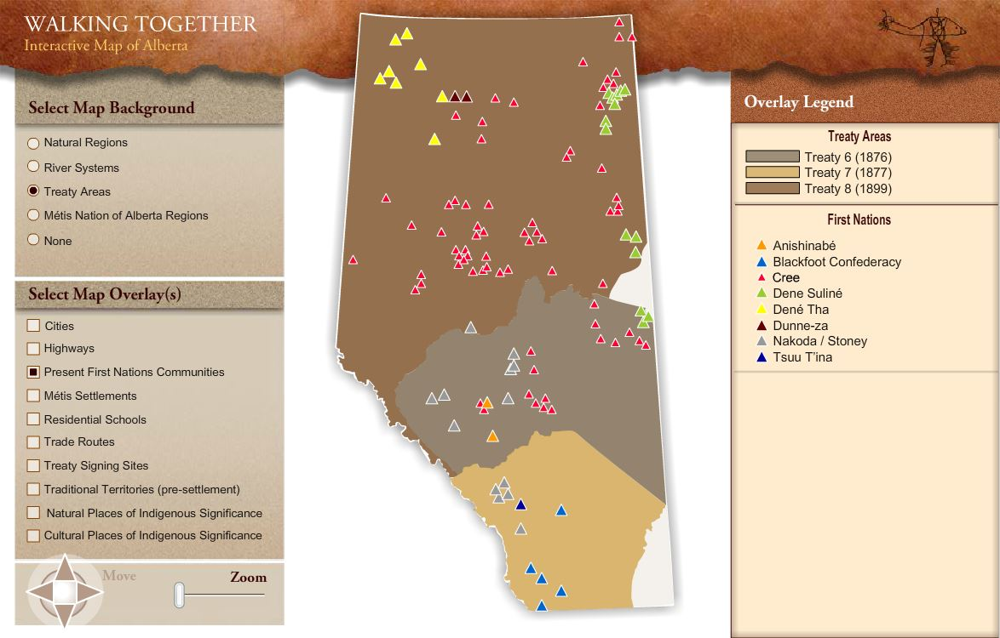 WALKING TOGETHER
Interactive Map of Alberta
Select Map Background
Natural Regions
River Systems
Treaty Areas
Métis Nation of Alberta Regions
None
Select Map Overlay(s)
Cities
Highways
Present First Nations Communities
Métis Settlements
Residential Schools
Trade Routes
Treaty Signing Sites
Traditional Territories (pre-settlement)
Natural Places of Indigenous Significance
Cultural Places of Indigenous Significance
Move
Zoom
Overlay Legend
Treaty Areas
Treaty 6 (1876)
Treaty 7 (1877)
Treaty 8 (1899)
First Nations
Anishinabé
Blackfoot Confederacy
Cree
Dene Suliné
Dené Tha
Dunne-za
Nakoda / Stoney
Tsuu T'ina